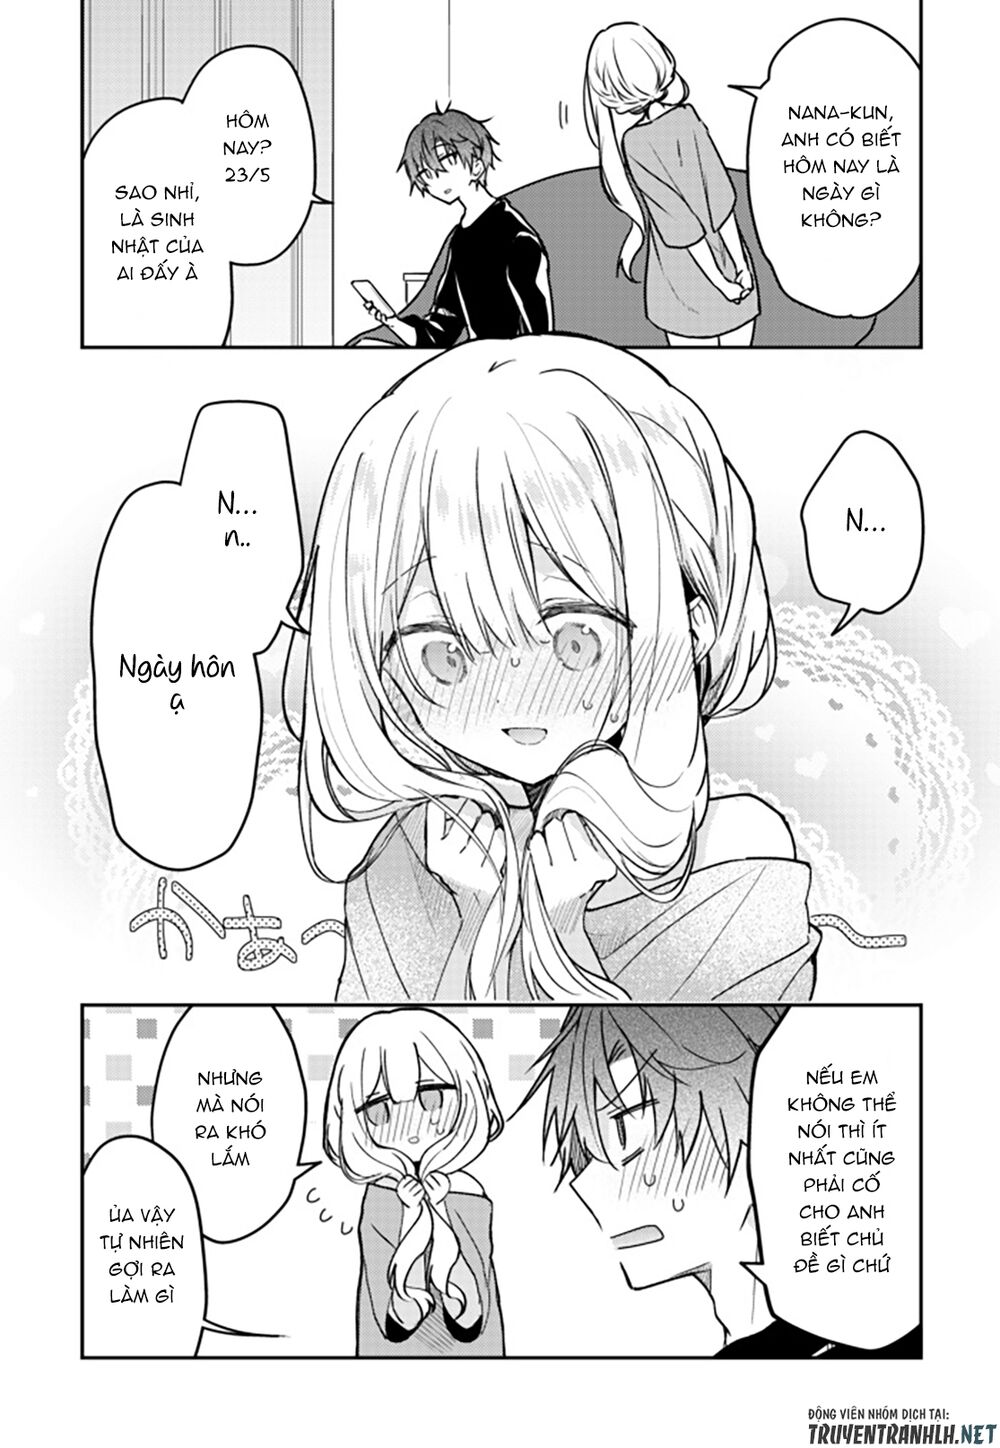 NANA-KUN,
ANH CÓ BIẾT
HÔM NAY LÀ
NGÀY GÌ
KHÔNG?
HÔM
NAY?
23/5
SAO NHỈ,
LÀ SINH
NHẬT CỦA
AI ĐẤY À
N...
N...
n..
Ngày hôn
ạ
かあ〜
NẾU EM
KHÔNG THỂ
NÓI THÌ ÍT
NHẤT CŨNG
PHẢI CỐ
CHO ANH
BIẾT CHỦ
ĐỀ GÌ CHỨ
NHƯNG
MÀ NÓI
RA KHÓ
LẮM
ỦA VẬY
TỰ NHIÊN
GỢI RA
LÀM GÌ
ĐỘNG VIÊN NHÓM DỊCH TẠI:
TRUYENTRANHLH.NET